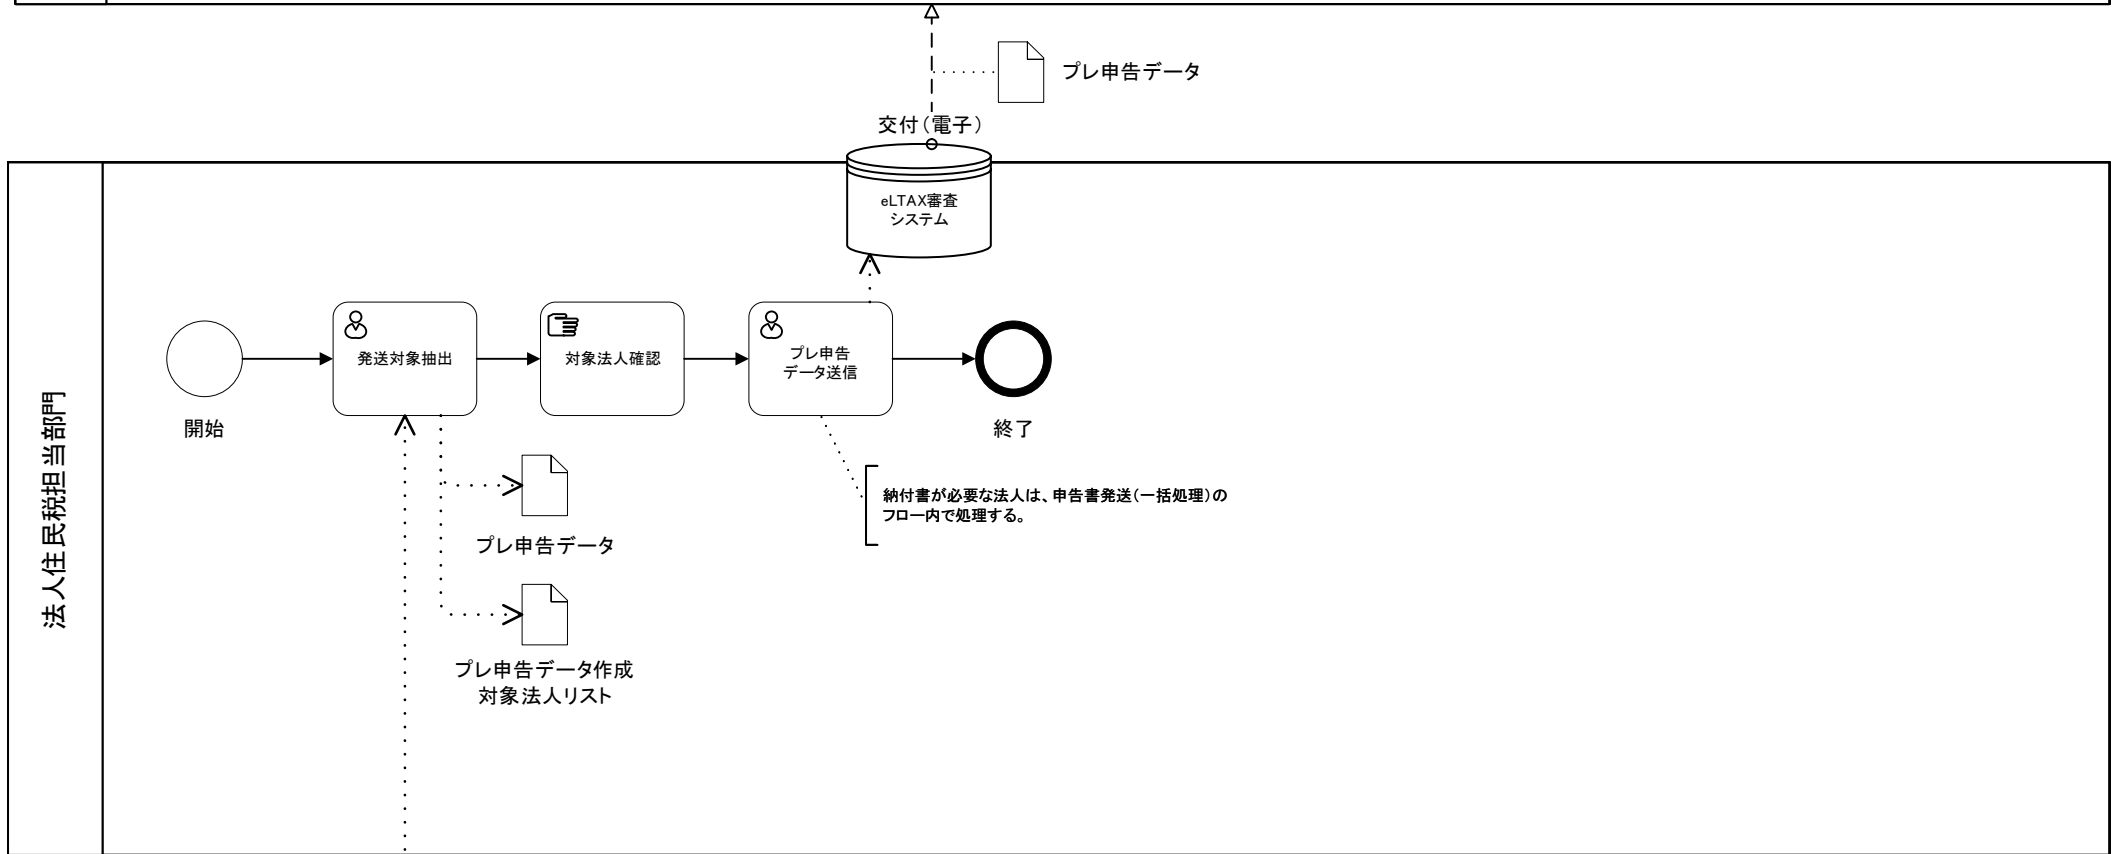 プレ申告データ
交付（電子）
eLTAX審査
システム
発送対象抽出
対象法人確認
プレ申告
データ送信
開始
終了
法人住民税担当部門
納付書が必要な法人は、申告書発送（一括処理）の
フロー内で処理する。
プレ申告データ
プレ申告データ作成
対象法人リスト